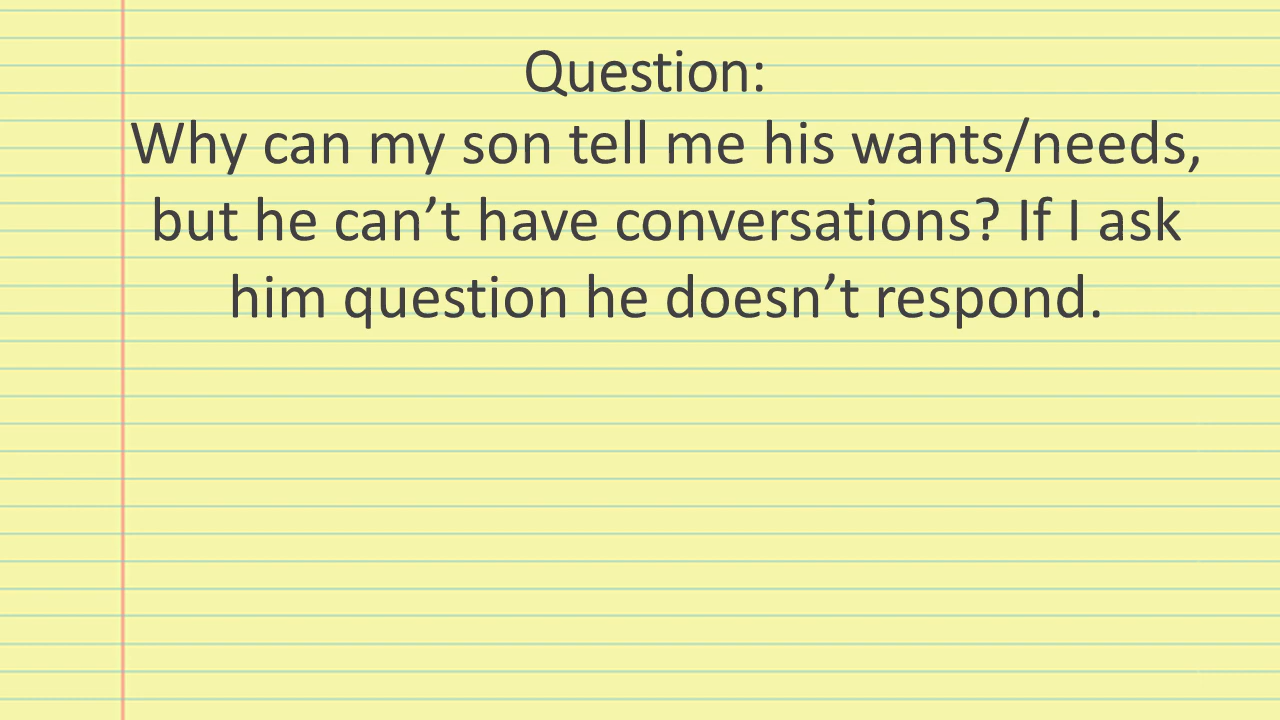 Question:
Why can my son tell me his wants/needs,
but he can’t have conversations? If I ask
him question he doesn’t respond.